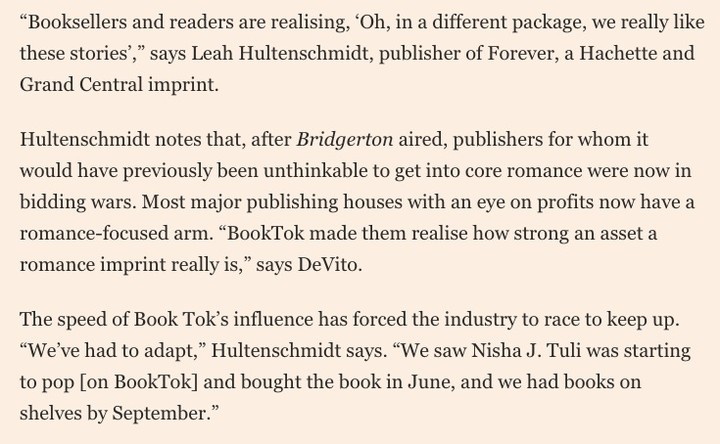 “Booksellers and readers are realising, ‘Oh, in a different package, we really like
these stories’,” says Leah Hultenschmidt, publisher of Forever, a Hachette and
Grand Central imprint.
Hultenschmidt notes that, after Bridgerton aired, publishers for whom it
would have previously been unthinkable to get into core romance were now in
bidding wars. Most major publishing houses with an eye on profits now have a
romance-focused arm. “BookTok made them realise how strong an asset a
romance imprint really is,” says DeVito.
The speed of Book Tok’s influence has forced the industry to race to keep up.
“We’ve had to adapt,” Hultenschmidt says. “We saw Nisha J. Tuli was starting
to pop [on BookTok] and bought the book in June, and we had books on
shelves by September.”